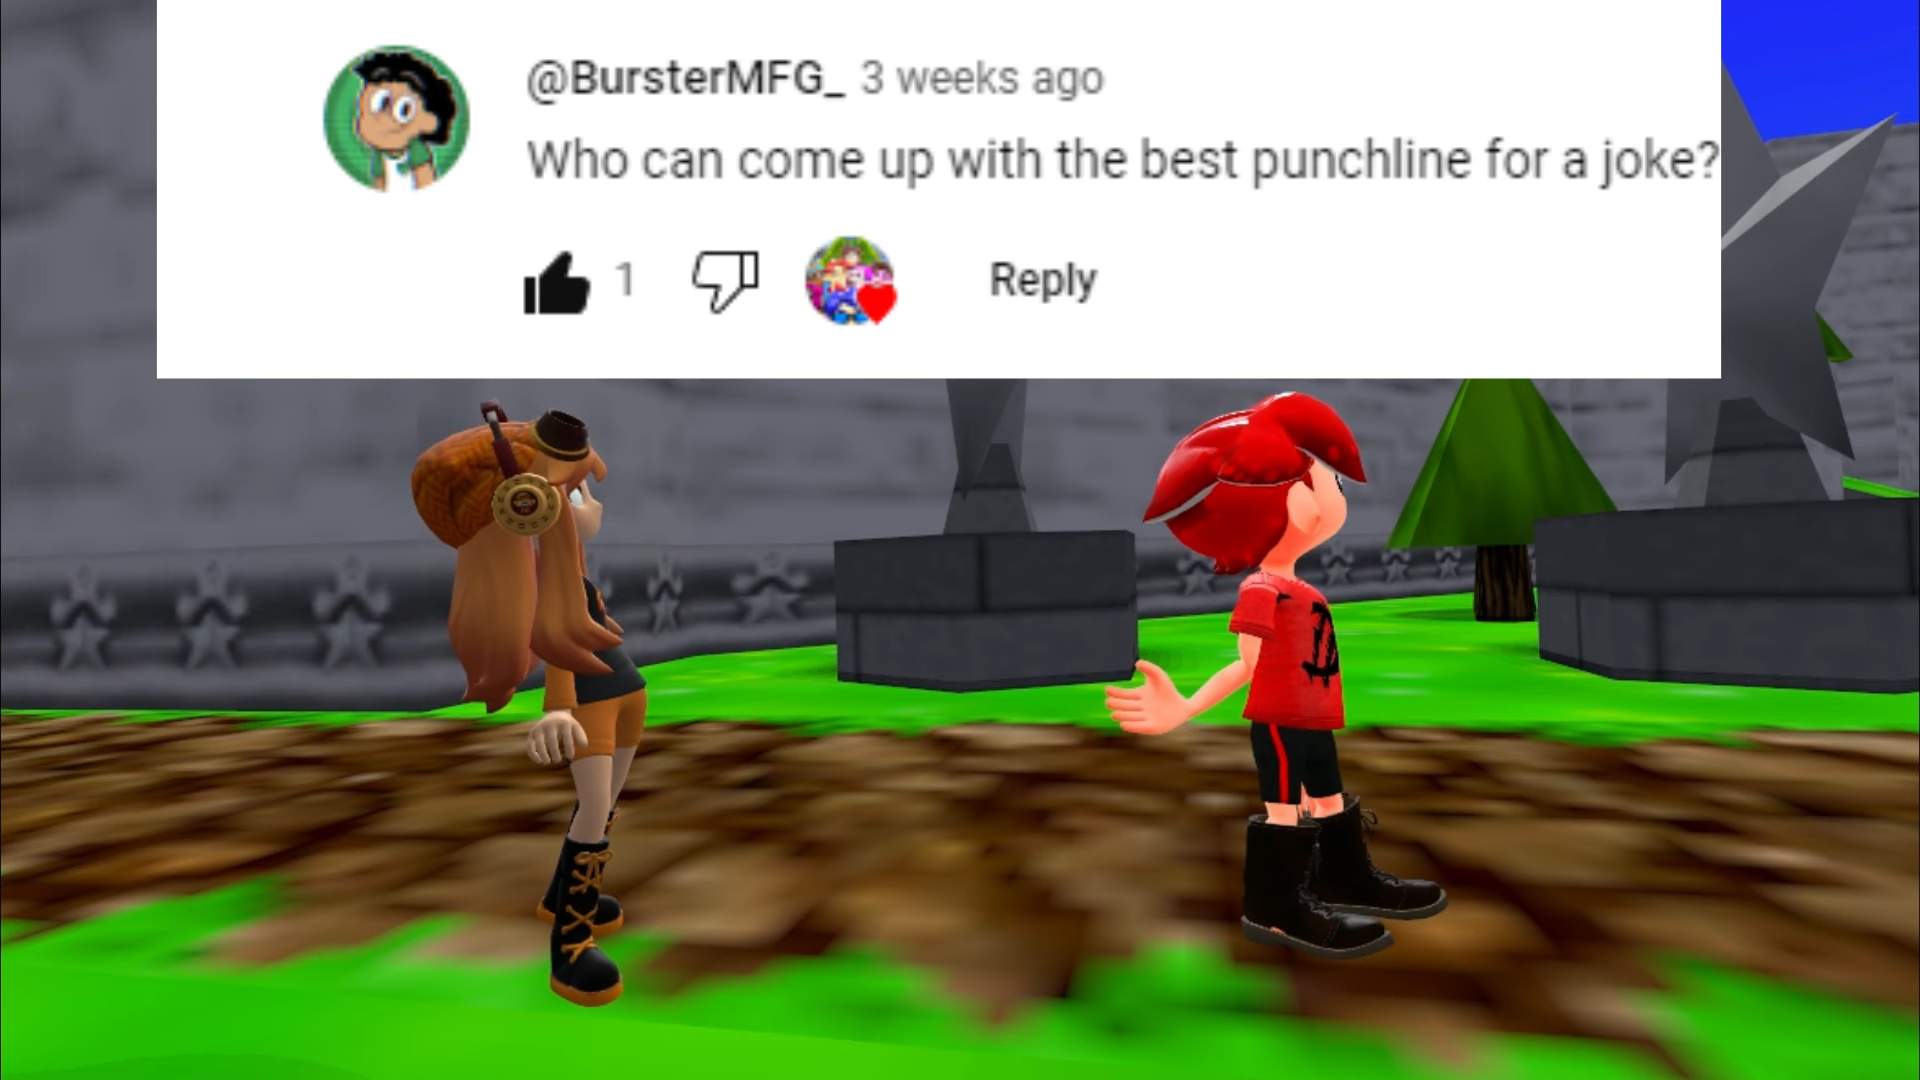 @BursterMFG_ 3 weeks ago
Who can come up with the best punchline for a joke?
1
Reply